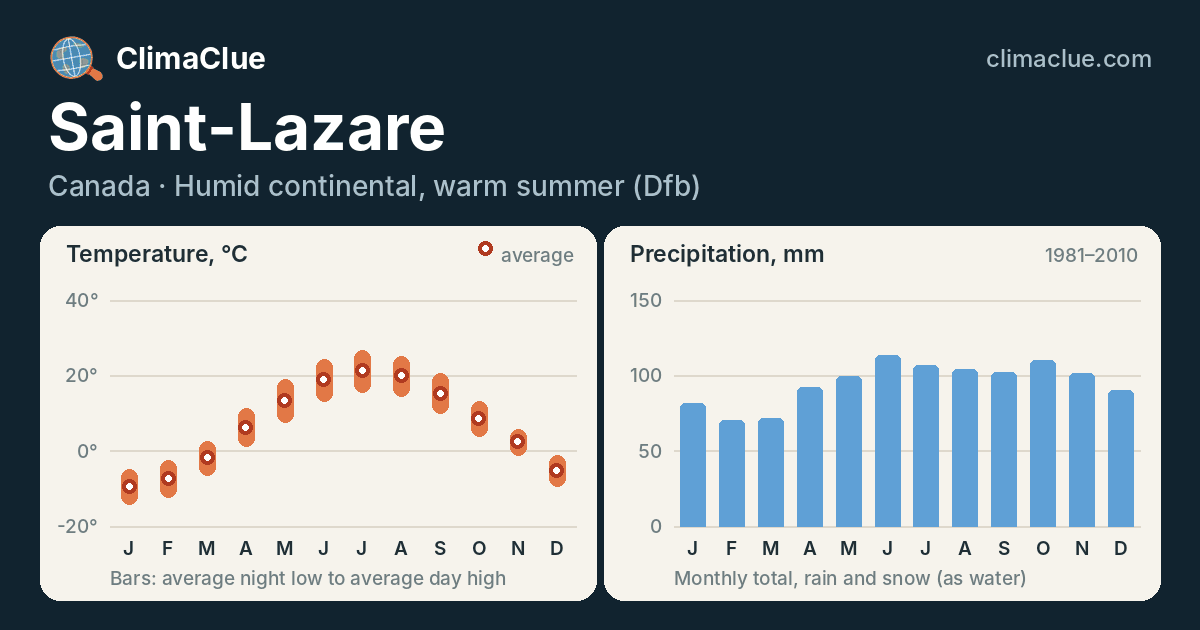 ClimaClue
climaclue.com
Saint-Lazare
Canada · Humid continental, warm summer (Dfb)
Temperature, °C
average
40°
20°
0°
-20°
J F M A M J J A S O N D
Bars: average night low to average day high
Precipitation, mm
1981–2010
150
100
50
0
J F M A M J J A S O N D
Monthly total, rain and snow (as water)